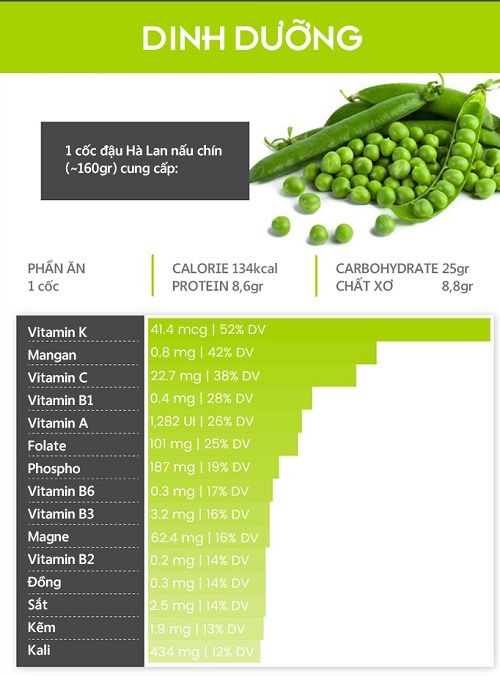 DINH DƯỠNG
1 cốc đậu Hà Lan nấu chín
(~160gr) cung cấp:
PHẦN ĂN
1 cốc
CALORIE 134kcal
PROTEIN 8,6gr
CARBOHYDRATE 25gr
CHẤT XƠ 8,8gr
Vitamin K 41.4 mcg | 52% DV
Mangan 0.8 mg | 42% DV
Vitamin C 22.7 mg | 38% DV
Vitamin B1 0.4 mg | 28% DV
Vitamin A 1,282 UI | 26% DV
Folate 101 mg | 25% DV
Phospho 187 mg | 19% DV
Vitamin B6 0.3 mg | 17% DV
Vitamin B3 3.2 mg | 16% DV
Magne 62.4 mg | 16% DV
Vitamin B2 0.2 mg | 14% DV
Đồng 0.3 mg | 14% DV
Sắt 2.5 mg | 14% DV
Kẽm 1.9 mg | 13% DV
Kali 434 mg | 12% DV